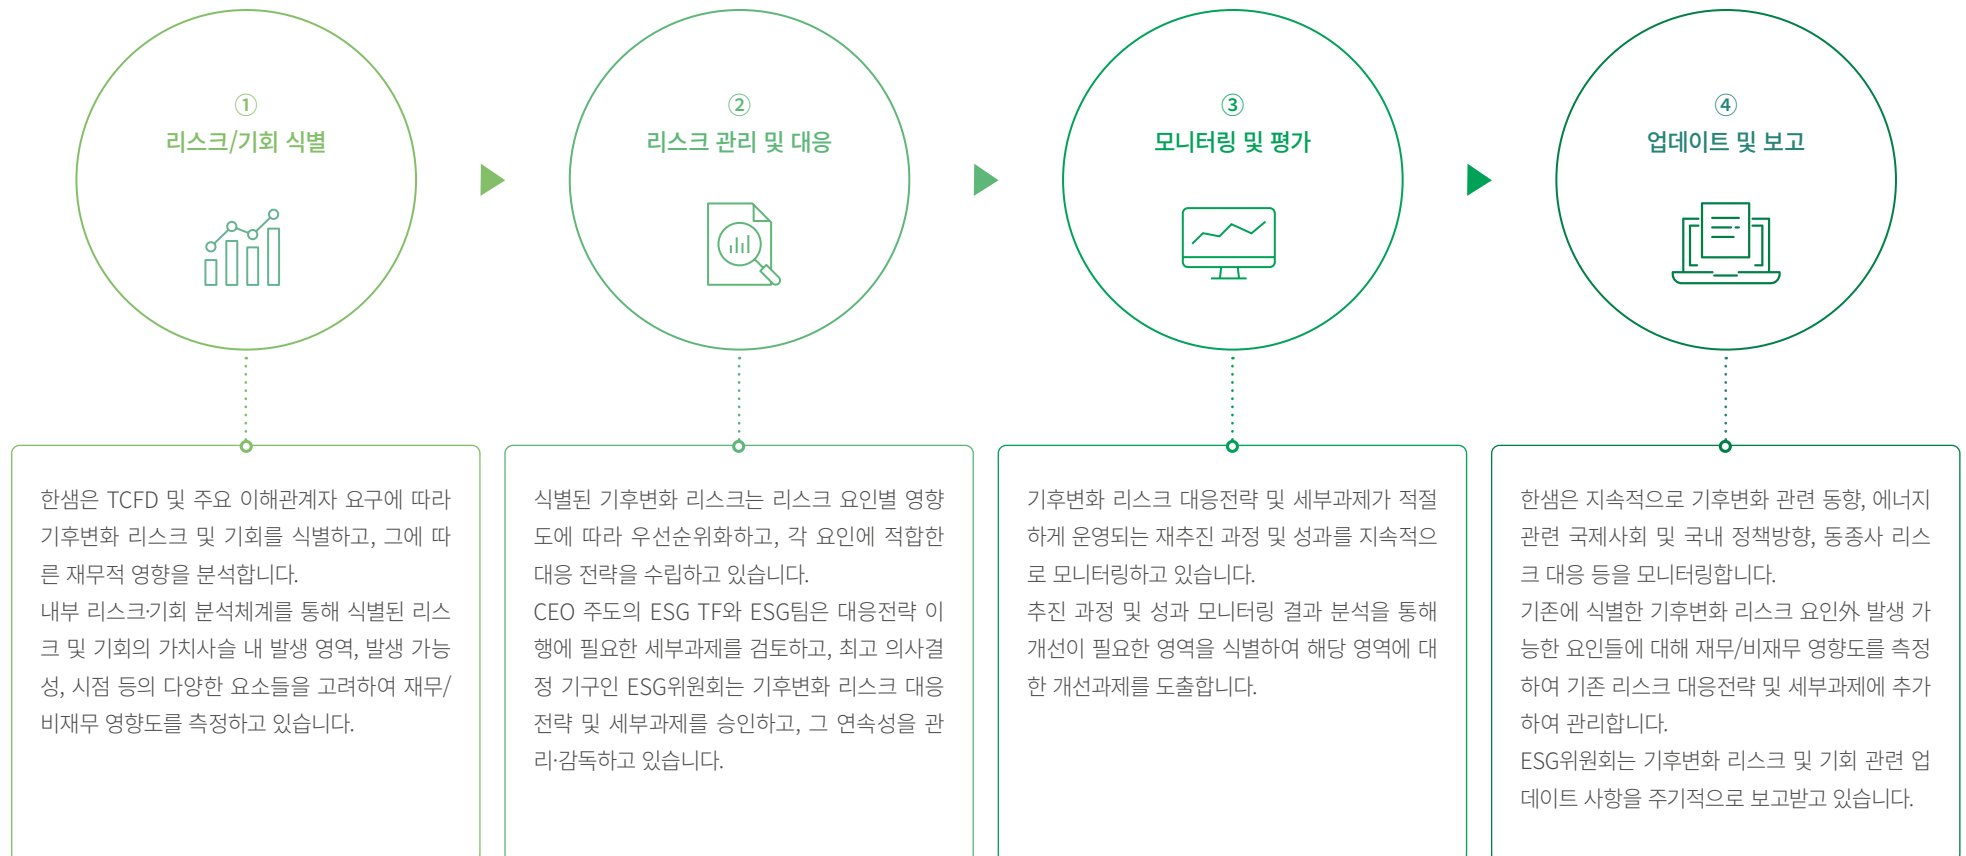 ①
리스크/기회 식별
②
리스크 관리 및 대응
③
모니터링 및 평가
④
업데이트 및 보고
한샘은 TCFD 및 주요 이해관계자 요구에 따라
기후변화 리스크 및 기회를 식별하고, 그에 따
른 재무적 영향을 분석합니다.
내부 리스크·기회 분석체계를 통해 식별된 리스
크 및 기회의 가치사슬 내 발생 영역, 발생 가능
성, 시점 등의 다양한 요소들을 고려하여 재무/
비재무 영향도를 측정하고 있습니다.
식별된 기후변화 리스크는 리스크 요인별 영향
도에 따라 우선순위화하고, 각 요인에 적합한
대응 전략을 수립하고 있습니다.
CEO 주도의 ESG TF와 ESG팀은 대응전략 이
행에 필요한 세부과제를 검토하고, 최고 의사결
정 기구인 ESG위원회는 기후변화 리스크 대응
전략 및 세부과제를 승인하고, 그 연속성을 관
리·감독하고 있습니다.
기후변화 리스크 대응전략 및 세부과제가 적절
하게 운영되는 재추진 과정 및 성과를 지속적으
로 모니터링하고 있습니다.
추진 과정 및 성과 모니터링 결과 분석을 통해
개선이 필요한 영역을 식별하여 해당 영역에 대
한 개선과제를 도출합니다.
한샘은 지속적으로 기후변화 관련 동향, 에너지
관련 국제사회 및 국내 정책방향, 동종사 리스
크 대응 등을 모니터링합니다.
기존에 식별한 기후변화 리스크 요인外 발생 가
능한 요인들에 대해 재무/비재무 영향도를 측정
하여 기존 리스크 대응전략 및 세부과제에 추가
하여 관리합니다.
ESG위원회는 기후변화 리스크 및 기회 관련 업
데이트 사항을 주기적으로 보고받고 있습니다.